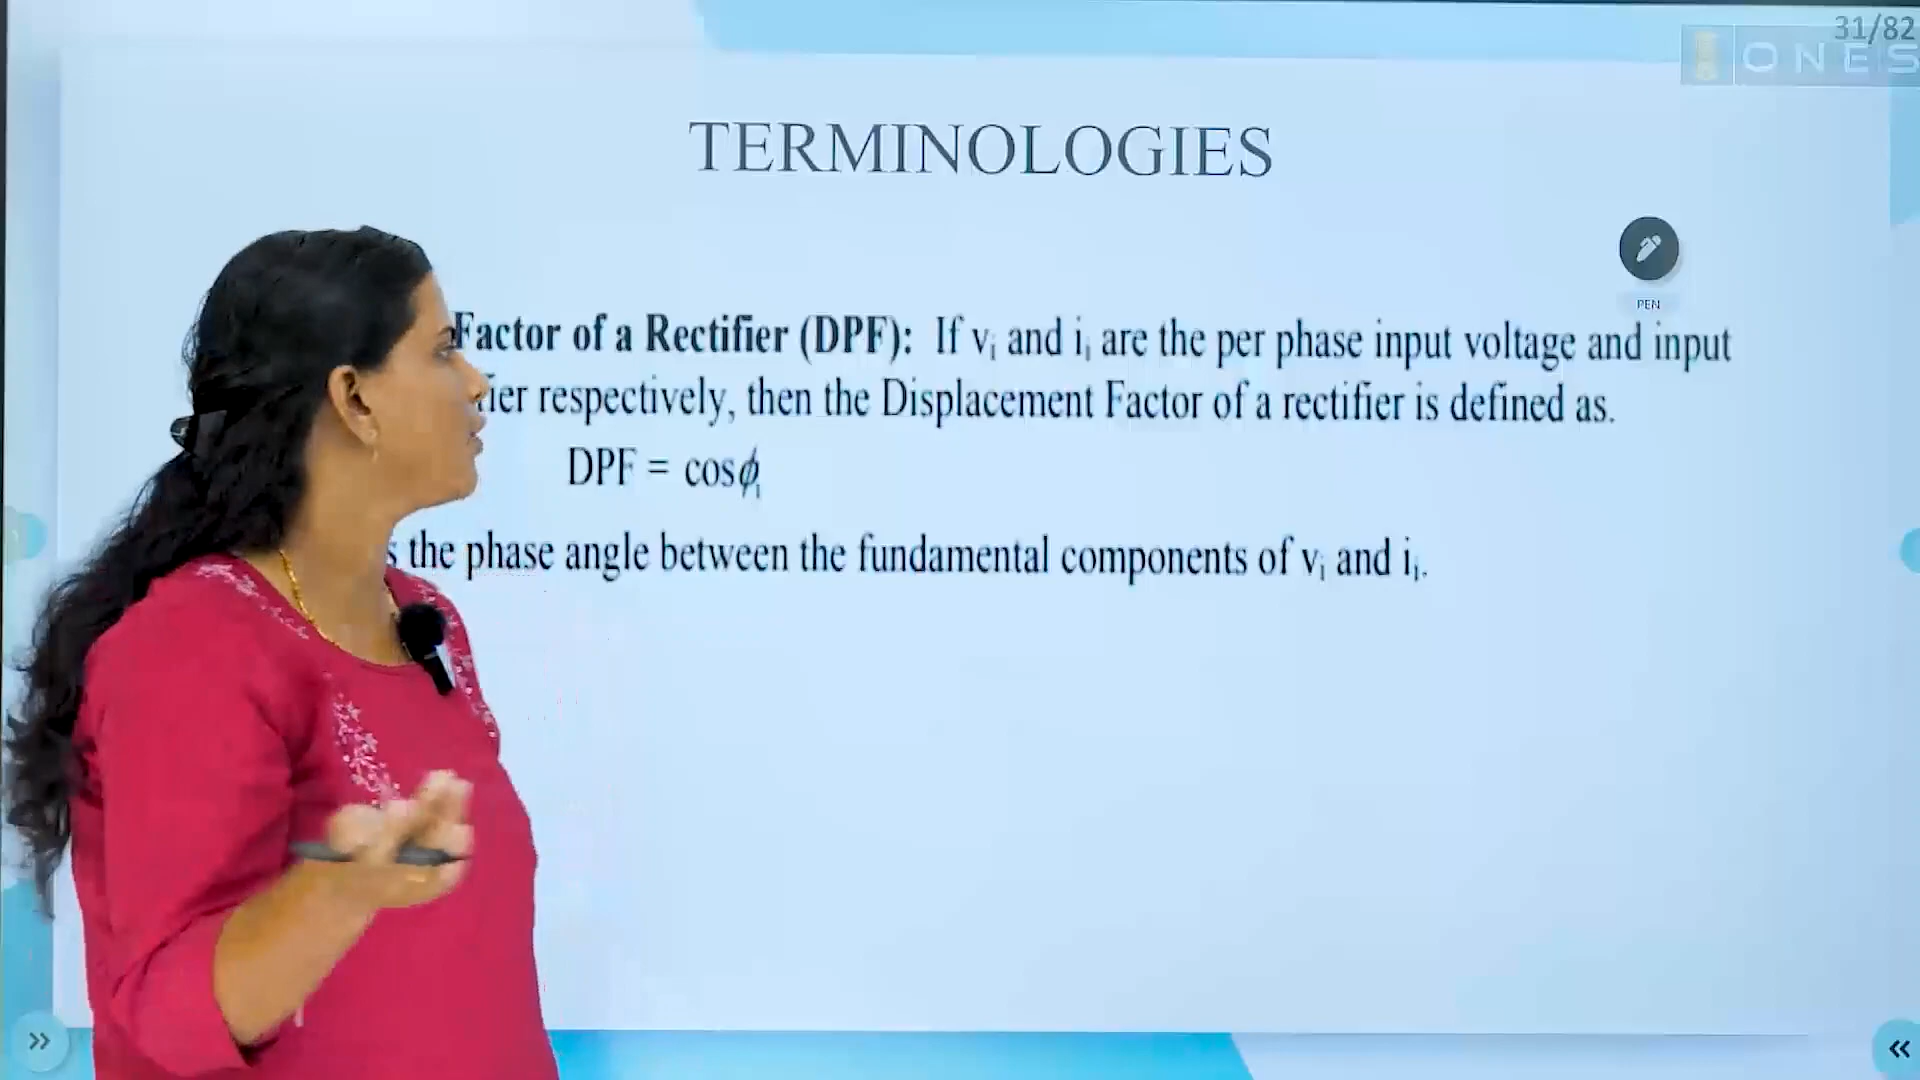 31/82
ONES
TERMINOLOGIES
PEN
Factor of a Rectifier (DPF): If vᵢ and iᵢ are the per phase input voltage and input
respectively, then the Displacement Factor of a rectifier is defined as.
DPF = cosϕᵢ
the phase angle between the fundamental components of vᵢ and iᵢ.